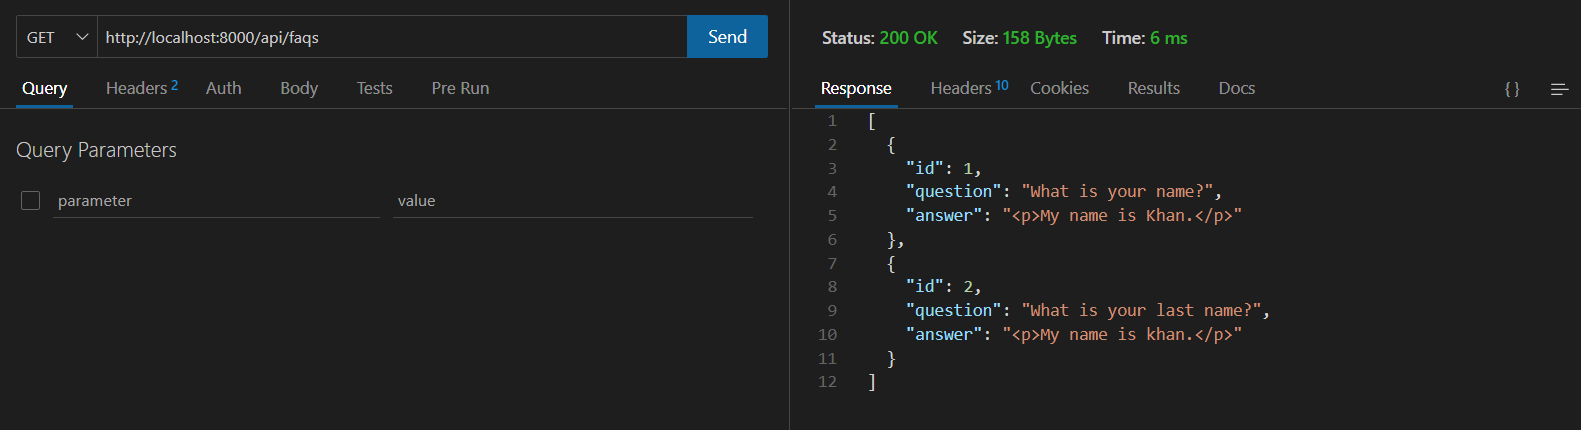 GET http://localhost:8000/api/faqs Send
Query Headers 2 Auth Body Tests Pre Run
Query Parameters
parameter value
Status: 200 OK Size: 158 Bytes Time: 6 ms
Response Headers 10 Cookies Results Docs { }
1 [
2 {
3 "id": 1,
4 "question": "What is your name?",
5 "answer": "<p>My name is Khan.</p>"
6 },
7 {
8 "id": 2,
9 "question": "What is your last name?",
10 "answer": "<p>My name is khan.</p>"
11 }
12 ]